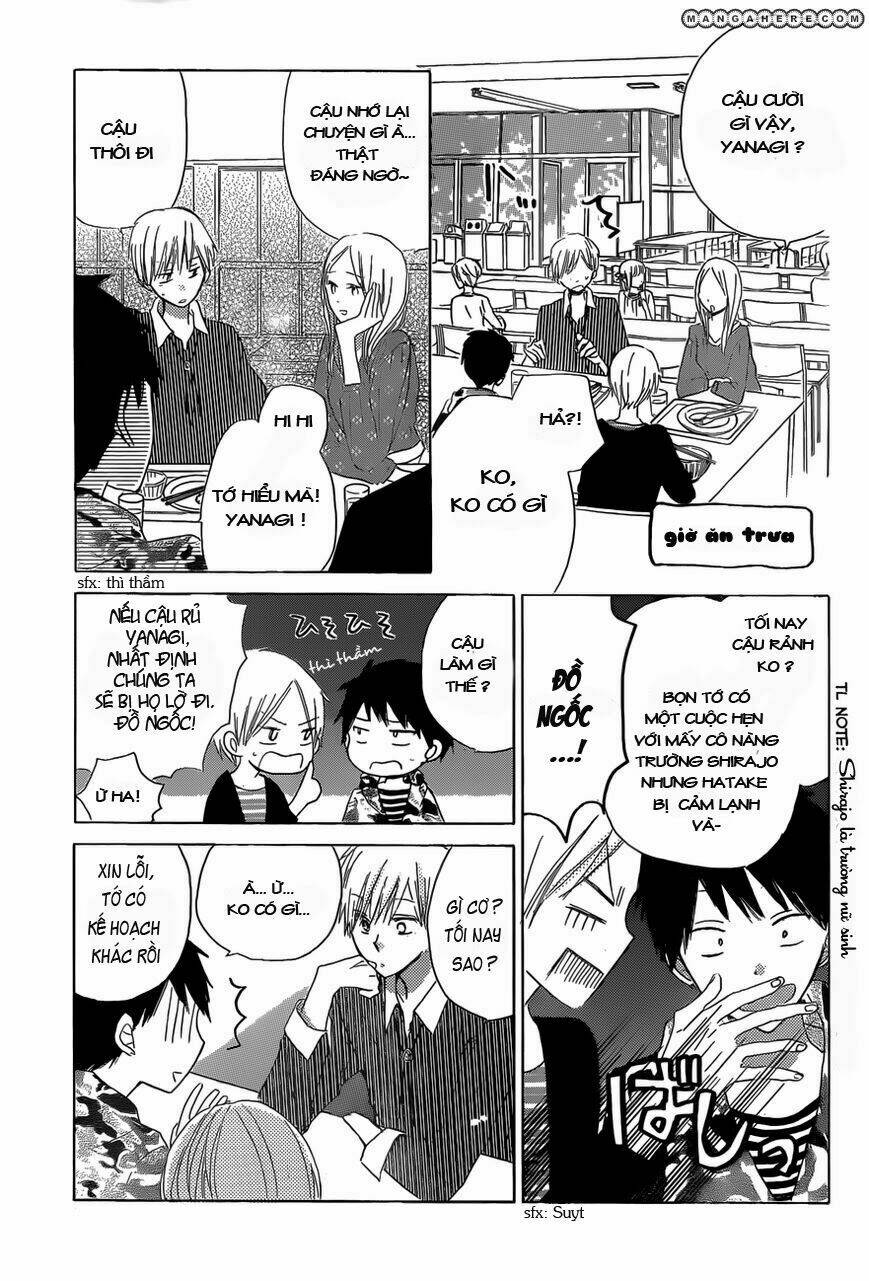 MANGAHERE.COM
CẬU CƯỜI
GÌ VẬY,
YANAGI ?
HẢ?!
KO,
KO CÓ GÌ
giờ ăn trưa
CẬU NHỚ LẠI
CHUYỆN GÌ À...
THẬT
ĐÁNG NGỜ~
CẬU
THÔI ĐI
HI HI
TỚ HIỂU MÀ!
YANAGI !
sfx: thì thầm
TỐI NAY
CẬU RẢNH
KO ?
BỌN TỚ CÓ
MỘT CUỘC HẸN
VỚI MẤY CÔ NÀNG
TRƯỜNG SHIRAJO
NHƯNG HATAKE
BỊ CẢM LẠNH
VÀ-
ĐỒ
NGỐC
....!
ばしっ
sfx: Suyt
TL NOTE: Shirajo là trường nữ sinh
CẬU
LÀM GÌ
THẾ ?
ひそひそ
thì thầm
NẾU CẬU RỦ
YANAGI,
NHẤT ĐỊNH
CHÚNG TA
SẼ BỊ HỌ LỜ ĐI.
ĐỒ NGỐC!
Ừ HA!
GÌ CƠ?
TỐI NAY
SAO?
À... Ừ...
KO CÓ GÌ...
XIN LỖI,
TỚ CÓ
KẾ HOẠCH
KHÁC RỒI